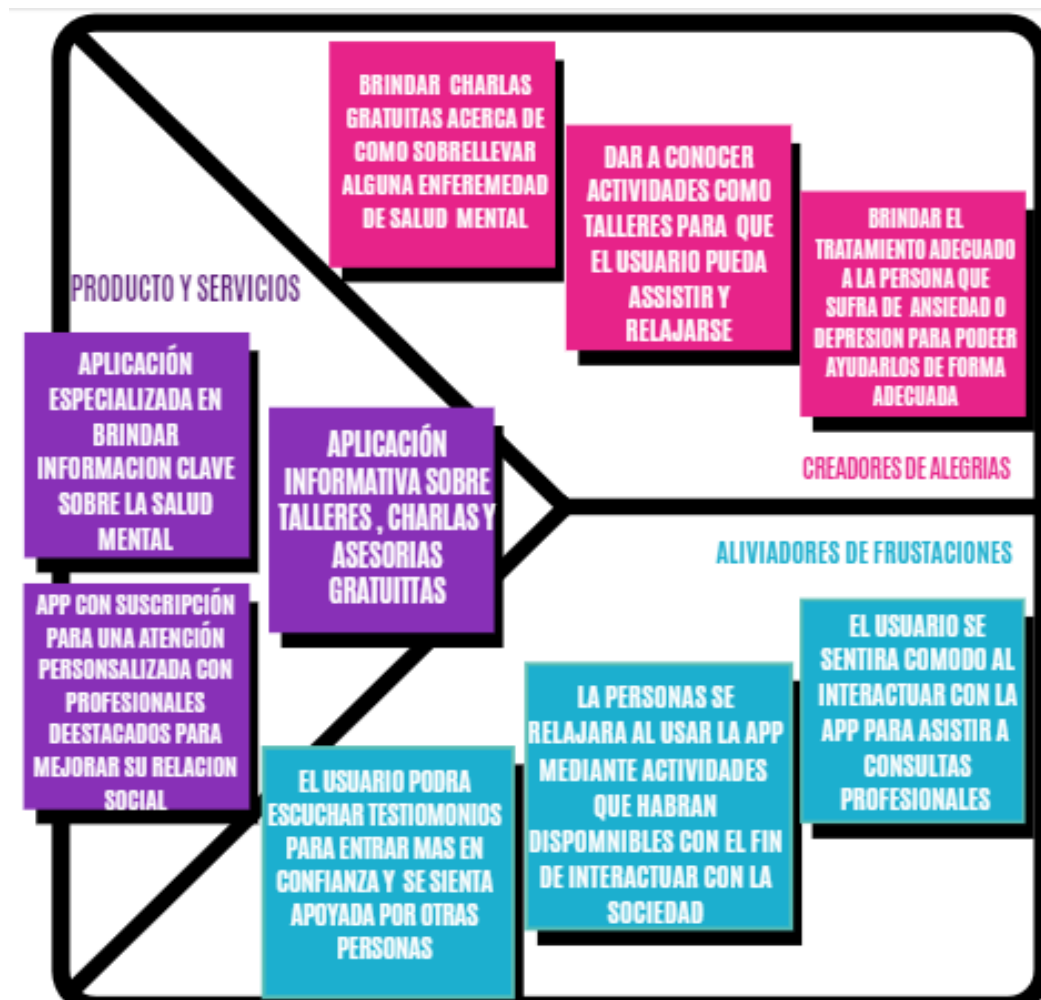 BRINDAR CHARLAS
GRATUITAS ACERCA DE
COMO SOBRELLEVAR
ALGUNA ENFEREMEDAD
DE SALUD MENTAL
DAR A CONOCER
ACTIVIDADES COMO
TALLERES PARA QUE
EL USUARIO PUEDA
ASSISTIR Y
RELAJARSE
BRINDAR EL
TRATAMIENTO ADECUADO
A LA PERSONA QUE
SUFRA DE ANSIEDAD O
DEPRESION PARA PODEER
AYUDARLOS DE FORMA
ADECUADA
CREADORES DE ALEGRIAS
PRODUCTO Y SERVICIOS
APLICACIÓN
ESPECIALIZADA EN
BRINDAR
INFORMACION CLAVE
SOBRE LA SALUD
MENTAL
APLICACIÓN
INFORMATIVA SOBRE
TALLERES , CHARLAS Y
ASESORIAS
GRATUITTAS
APP CON SUSCRIPCIÓN
PARA UNA ATENCIÓN
PERSONSALIZADA CON
PROFESIONALES
DEESTACADOS PARA
MEJORAR SU RELACION
SOCIAL
ALIVIADORES DE FRUSTACIONES
EL USUARIO PODRA
ESCUCHAR TESTIOMONIOS
PARA ENTRAR MAS EN
CONFIANZA Y SE SIENTA
APOYADA POR OTRAS
PERSONAS
LA PERSONAS SE
RELAJARA AL USAR LA APP
MEDIANTE ACTIVIDADES
QUE HABRAN
DISPOMNIBLES CON EL FIN
DE INTERACTUAR CON LA
SOCIEDAD
EL USUARIO SE
SENTIRA COMODO AL
INTERACTUAR CON LA
APP PARA ASISTIR A
CONSULTAS
PROFESIONALES